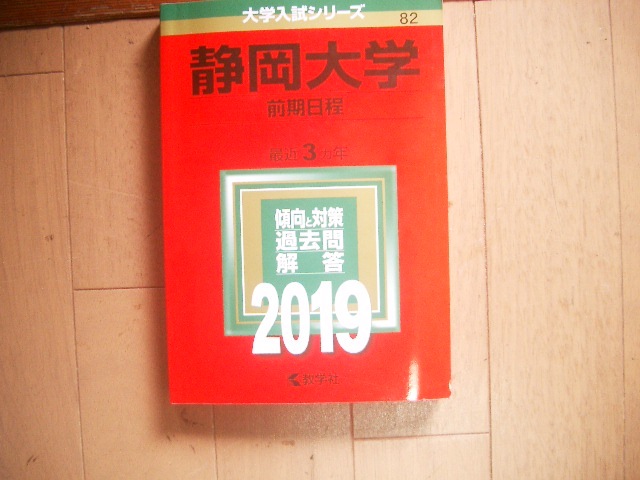 大学入試シリーズ
82
静岡大学
前期日程
最近3カ年
傾向と対策
過去問
解答
2019
教学社